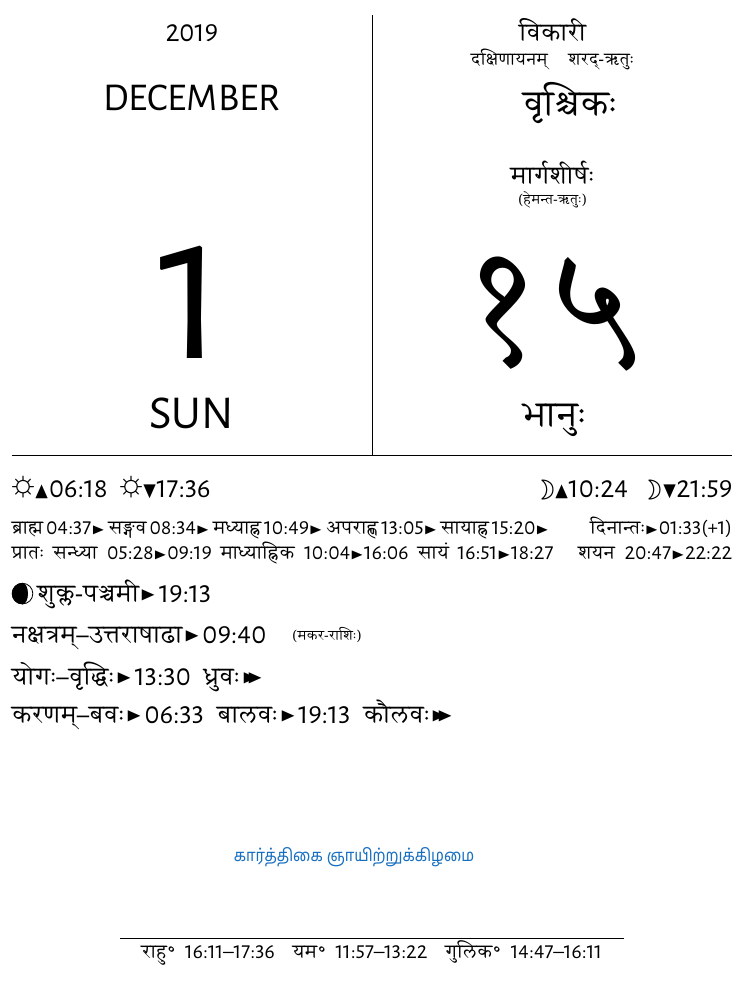 2019
DECEMBER
1
SUN
विकारी
दक्षिणायनम् शरद्-ऋतुः
वृश्चिकः
मार्गशीर्षः
(हेमन्त-ऋतुः)
१५
भानुः
☼▲06:18 ☼▼17:36 ☽▲10:24 ☽▼21:59
ब्राह्म 04:37► सङ्गव 08:34► मध्याह्न 10:49► अपराह्ण 13:05► सायाह्न 15:20► दिनान्तः►01:33(+1)
प्रातः सन्ध्या 05:28►09:19 माध्याह्निक 10:04►16:06 सायं 16:51►18:27 शयन 20:47►22:22
शुक्ल-पञ्चमी►19:13
नक्षत्रम्–उत्तराषाढा►09:40 (मकर-राशिः)
योगः–वृद्धिः►13:30 ध्रुवः►►
करणम्–बवः►06:33 बालवः►19:13 कौलवः►►
கார்த்திகை ஞாயிற்றுக்கிழமை
राहु° 16:11–17:36 यम° 11:57–13:22 गुलिक° 14:47–16:11